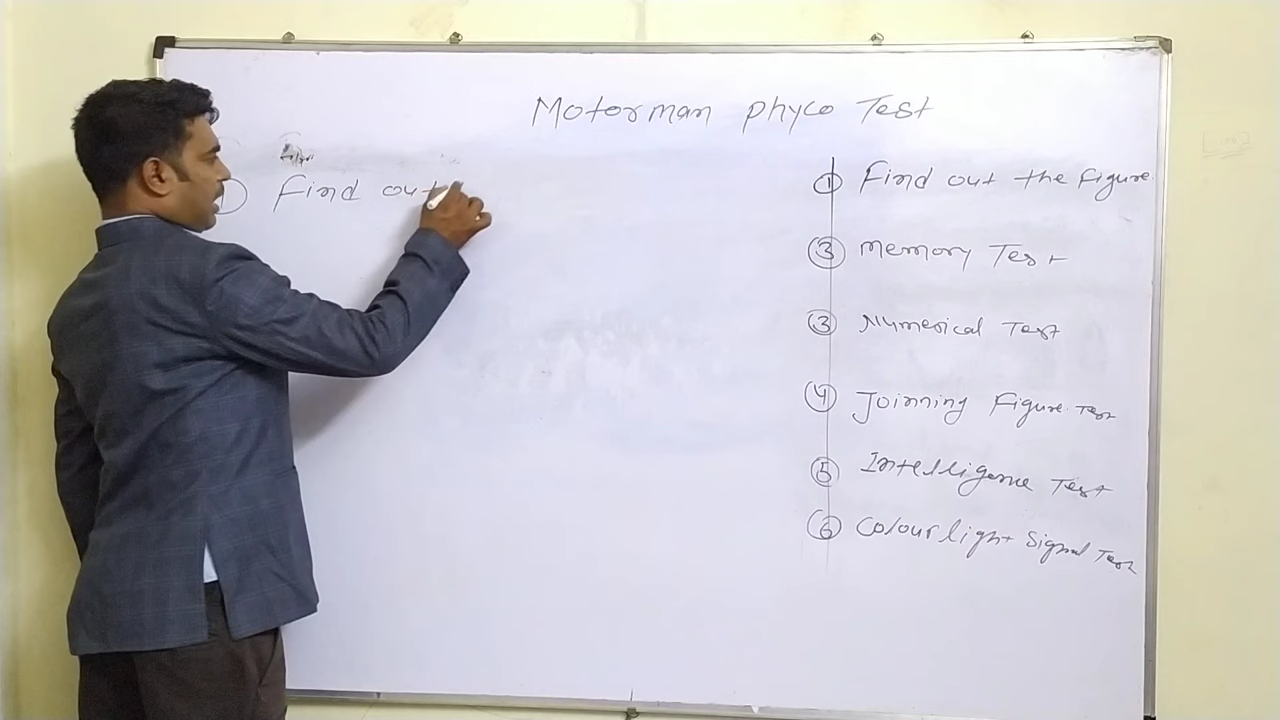 Motorman phyco Test
① Find out
① Find out the figure.
③ Memory Test
③ Numerical Test
④ Joinning Figure Test
⑤ Intelligence Test
⑥ Colour light Signal Test